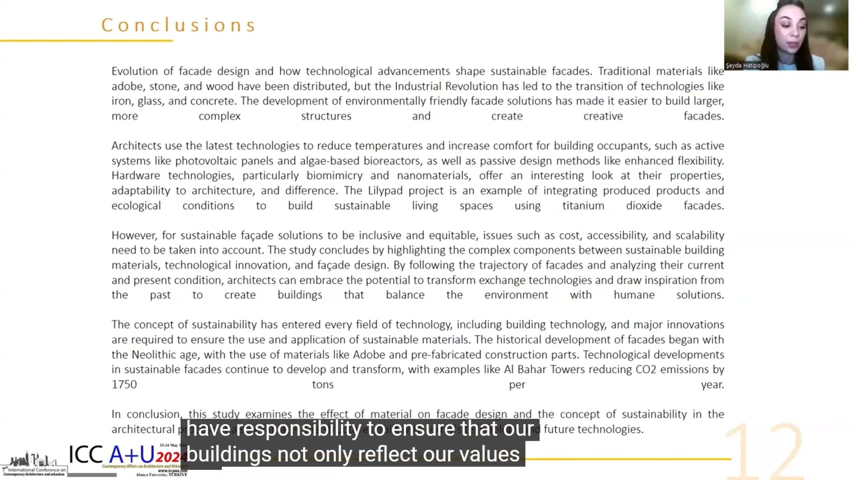 Conclusions
Şeyda Hatipoğlu
Evolution of facade design and how technological advancements shape sustainable facades. Traditional materials like
adobe, stone, and wood have been distributed, but the Industrial Revolution has led to the transition of technologies like
iron, glass, and concrete. The development of environmentally friendly facade solutions has made it easier to build larger,
more complex structures and create creative facades.
Architects use the latest technologies to reduce temperatures and increase comfort for building occupants, such as active
systems like photovoltaic panels and algae-based bioreactors, as well as passive design methods like enhanced flexibility.
Hardware technologies, particularly biomimicry and nanomaterials, offer an interesting look at their properties,
adaptability to architecture, and difference. The Lilypad project is an example of integrating produced products and
ecological conditions to build sustainable living spaces using titanium dioxide facades.
However, for sustainable façade solutions to be inclusive and equitable, issues such as cost, accessibility, and scalability
need to be taken into account. The study concludes by highlighting the complex components between sustainable building
materials, technological innovation, and façade design. By following the trajectory of facades and analyzing their current
and present condition, architects can embrace the potential to transform exchange technologies and draw inspiration from
the past to create buildings that balance the environment with humane solutions.
The concept of sustainability has entered every field of technology, including building technology, and major innovations
are required to ensure the use and application of sustainable materials. The historical development of facades began with
the Neolithic age, with the use of materials like Adobe and pre-fabricated construction parts. Technological developments
in sustainable facades continue to develop and transform, with examples like Al Bahar Towers reducing CO2 emissions by
1750 tons per year.
In conclusion, this study examines the effect of material on facade design and the concept of sustainability in the
architectural future technologies.
have responsibility to ensure that our
buildings not only reflect our values
ICC A+U 2024
12